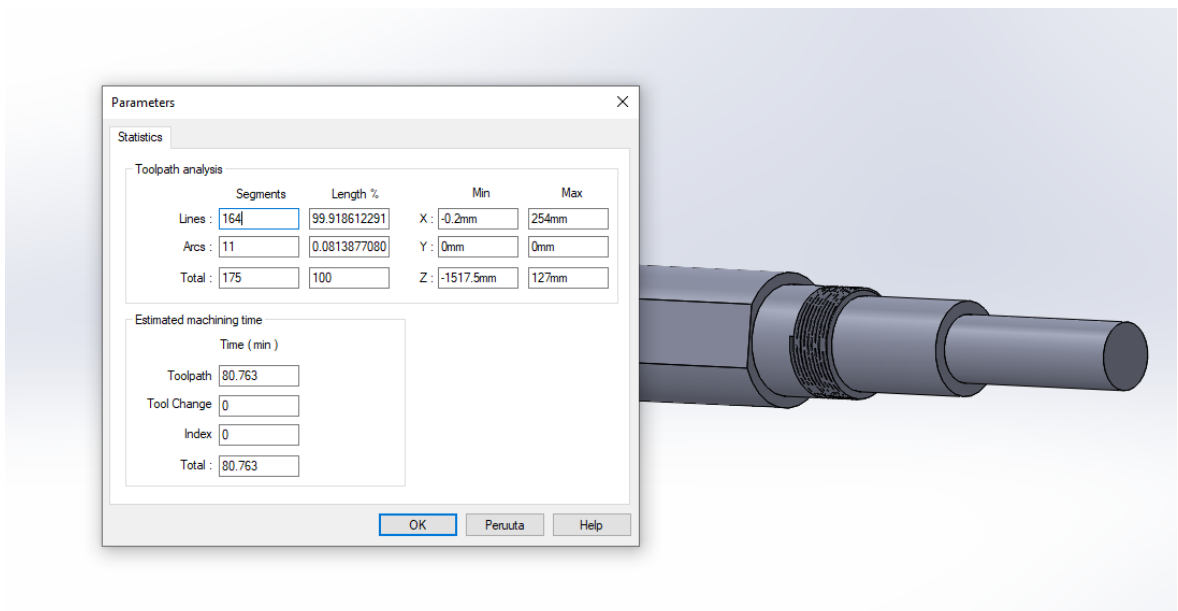 Parameters
Statistics
Toolpath analysis
Segments Length % Min Max
Lines : 164 99.918612291 X : -0.2mm 254mm
Arcs : 11 0.0813877080 Y : 0mm 0mm
Total : 175 100 Z : -1517.5mm 127mm
Estimated machining time
Time ( min )
Toolpath 80.763
Tool Change 0
Index 0
Total : 80.763
OK Peruuta Help